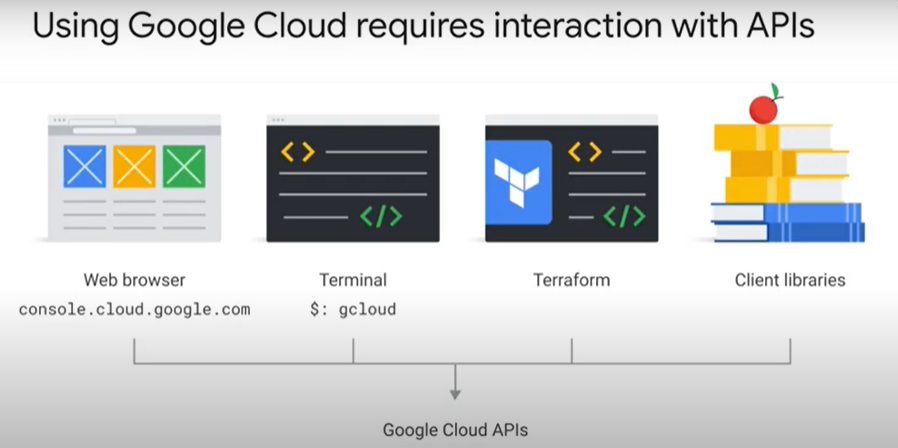 Using Google Cloud requires interaction with APIs
Web browser
console.cloud.google.com
Terminal
$: gcloud
Terraform
Client libraries
Google Cloud APIs